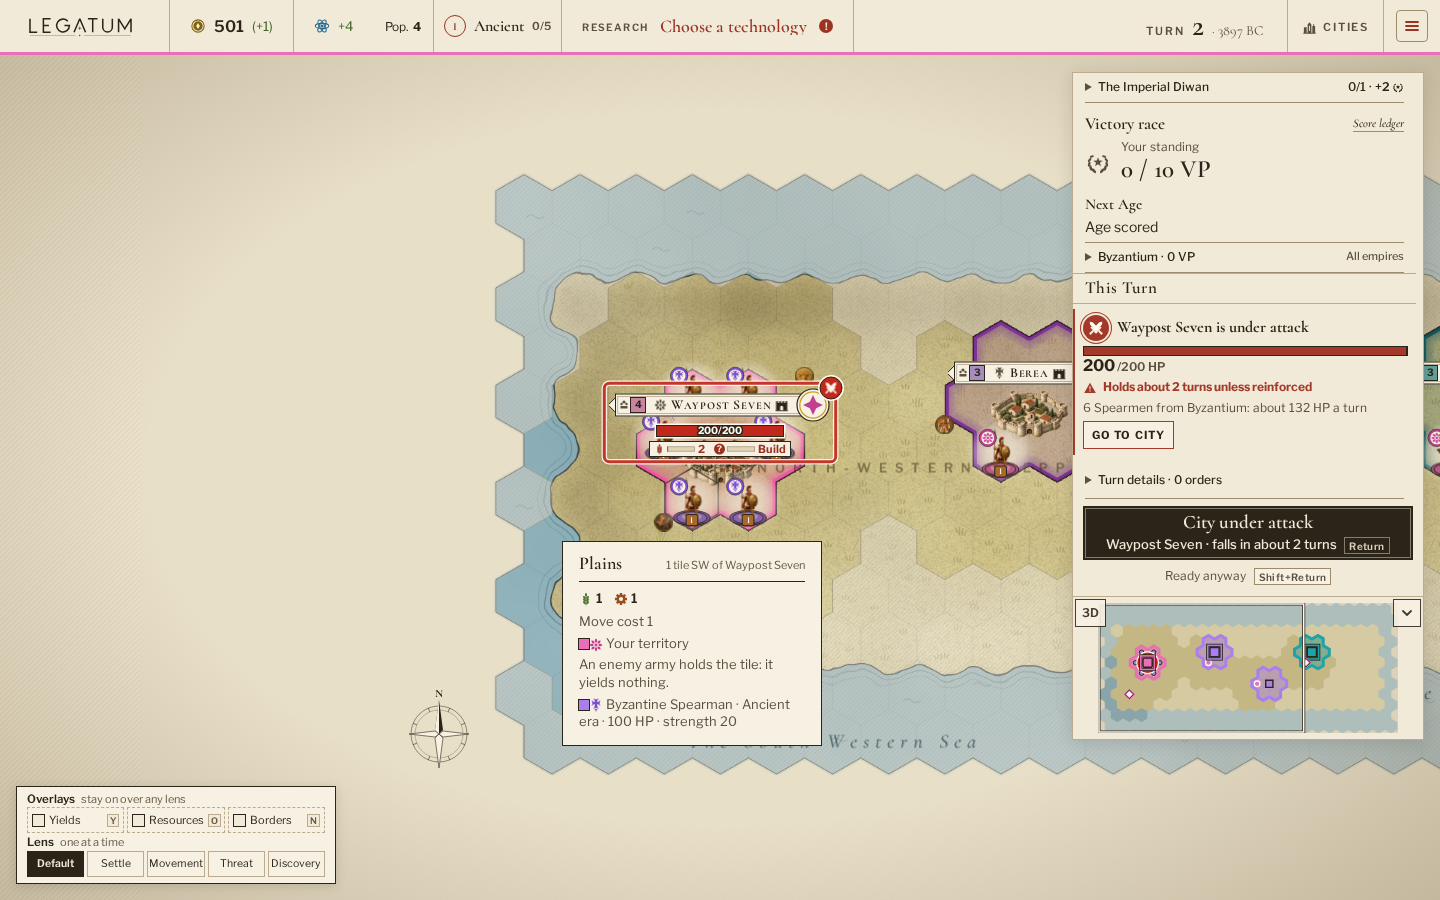 LEGATUM
501 (+1)
+4
Pop. 4
I Ancient 0/5
RESEARCH Choose a technology !
TURN 2 · 3897 BC
CITIES
The Imperial Diwan 0/1 · +2
Victory race Score ledger
Your standing
0 / 10 VP
Next Age
Age scored
Byzantium · 0 VP All empires
This Turn
Waypost Seven is under attack
200/200 HP
Holds about 2 turns unless reinforced
6 Spearmen from Byzantium: about 132 HP a turn
GO TO CITY
Turn details · 0 orders
City under attack
Waypost Seven · falls in about 2 turns Return
Ready anyway Shift+Return
3D
3 BEREA
3
4 WAYPOST SEVEN
200/200
2 ? Build
NORTH-WESTERN
I
I I
Plains 1 tile SW of Waypost Seven
1 1
Move cost 1
Your territory
An enemy army holds the tile: it
yields nothing.
Byzantine Spearman · Ancient
era · 100 HP · strength 20
Western Sea
N
Overlays stay on over any lens
Yields Y Resources O Borders N
Lens one at a time
Default Settle Movement Threat Discovery